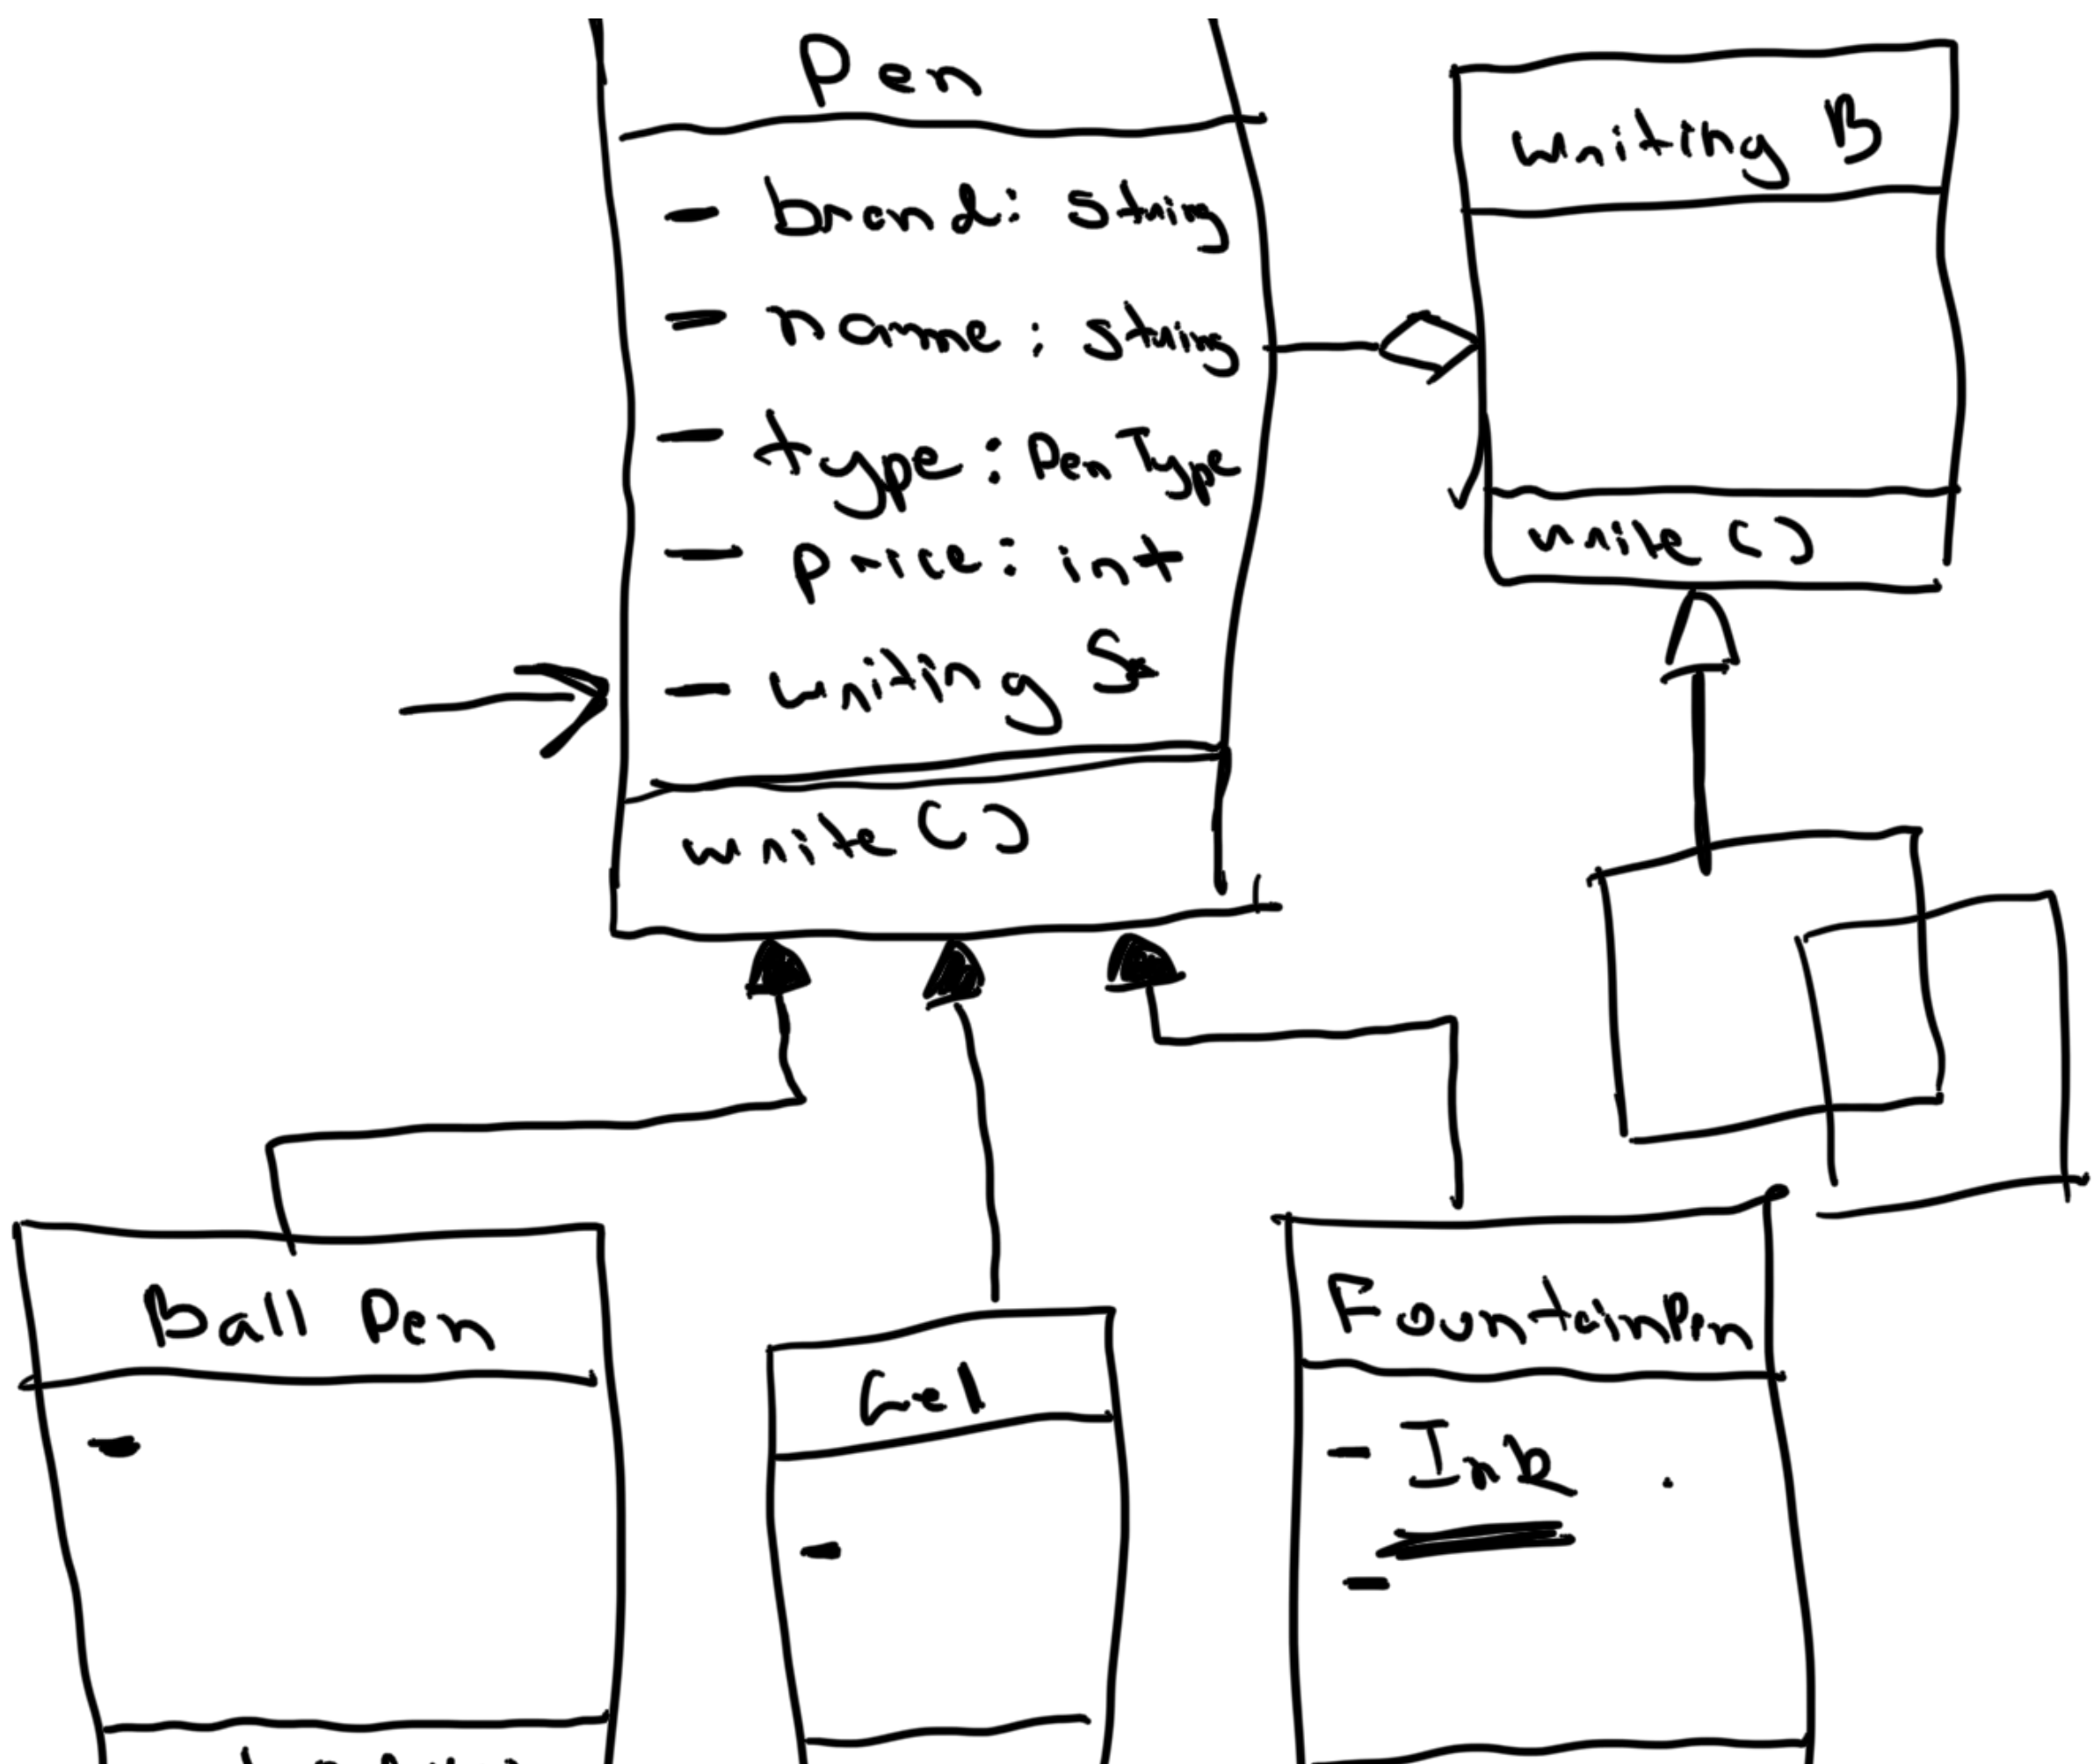 Pen
- brand: string
- name: string
- type: PenType
- price: int
- writing S
write()
writing B
write()
Ball Pen
-
Gel
-
FountainPen
- Ink
-